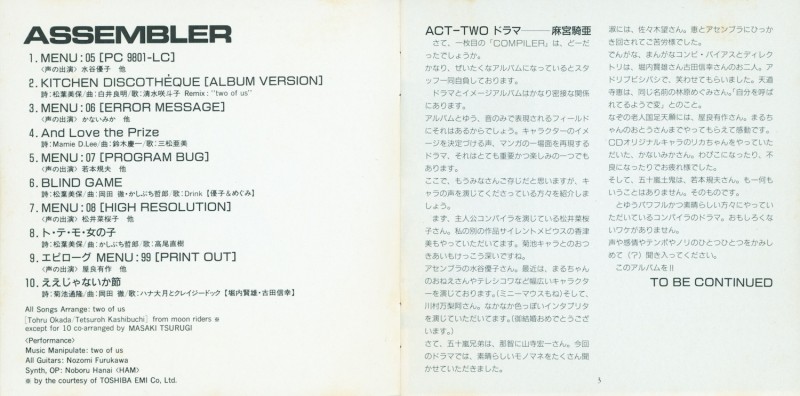 ASSEMBLER
1. MENU:05 [PC 9801-LC]
〈声の出演〉水谷優子 他
2. KITCHEN DISCOTHÉQUE [ALBUM VERSION]
詩:松葉美保/曲:白井良明/歌:清水咲斗子 Remix:"two of us"
3. MENU:06 [ERROR MESSAGE]
〈声の出演〉かないみか 他
4. And Love the Prize
詩:Mamie D.Lee/曲:鈴木慶一/歌:三松亜美
5. MENU:07 [PROGRAM BUG]
〈声の出演〉若本規夫 他
6. BLIND GAME
詩:松葉美保/曲:岡田 徹・かしぶち哲郎/歌:Drink【優子&めぐみ】
7. MENU:08 [HIGH RESOLUTION]
〈声の出演〉松井菜桜子 他
8. ト・テ・モ・女の子
詩:松葉美保/曲:かしぶち哲郎/歌:高尾直樹
9. エピローグ MENU:99 [PRINT OUT]
〈声の出演〉屋良有作 他
10. ええじゃないか節
詩:菊池通隆/曲:岡田 徹/歌:ハナ大月とクレイジードック【堀内賢雄・古田信幸】
All Songs Arrange: two of us
[Tohru Okada/Tetsuroh Kashibuchi] from moon riders ※
except for 10 co-arranged by MASAKI TSURUGI
〈Performance〉
Music Manipulate: two of us
All Guitars: Nozomi Furukawa
Synth, OP: Noboru Hanai 〈HAM〉
※ by the courtesy of TOSHIBA EMI Co, Ltd.
ACT-TWO ドラマ——麻宮騎亜
さて、一枚目の「COMPILER」は、どーだ
ったでしょうか。
かなり、ぜいたくなアルバムになっているとスタ
ッフ一同自負しております。
ドラマとイメージアルバムはかなり密接な関係
にあります。
アルバムとゆう、音のみで表現されるフィールド
にそれはあるからでしょう。キャラクターのイメ
ージを決定づける声、マンガの一場面を再現する
ドラマ、それはとても重要かつ楽しみの一つでも
あります。
ここで、もうみなさんご存じだと思いますが、キ
ャラの声を演じてくださっている方々を紹介しま
しょう。
まず、主人公コンパイラを演じている松井菜桜
子さん。私の別の作品サイレントメビウスの香津
美もやっていただいてます。菊池キャラとのおつ
きあいもけっこう深いですね。
アセンブラの水谷優子さん。最近は、まるちゃん
のおねえさんやテレシコワなど幅広いキャラクタ
ーを演じております。(ミニーマウスもね)そして、
川村万梨阿さん。なかなか色っぽいインタプリタ
を演じていただいてます。(御結婚おめでとうござ
います。)
さて、五十嵐兄弟は、那智に山寺宏一さん。今回
のドラマでは、素晴らしいモノマネをたくさん聞
かせていただきました。
淑には、佐々木望さん。恵とアセンブラにひっか
き回されてご苦労様でした。
でんがな、まんがなコンビ・バイアスとディレク
トリは、堀内賢雄さん古田信幸さんのお二人。ア
ドリブビシバシで、笑わせてもらいました。天道
寺恵は、同じ名前の林原めぐみさん。「自分を呼ば
れてるようで変」とのこと。
なぞの老人国足天願には、屋良有作さん。まるち
ゃんのおとうさんまでやってもらえて感動です。
CDオリジナルキャラのリカちゃんをやっていた
だいた、かないみかさん。わびこになったり、不
良になったりでお疲れ様でした。
そして、五十嵐土鬼は、若本規夫さん。も一何も
いうことはありません。そのものです。
とゆうパワフルかつ素晴らしい方々にやってい
ただいているコンパイラのドラマ。おもしろくな
いワケがありません。
声や感情やテンポやノリのひとつひとつをかみし
めて(?)聞き入ってください。
このアルバムを!!
TO BE CONTINUED
3